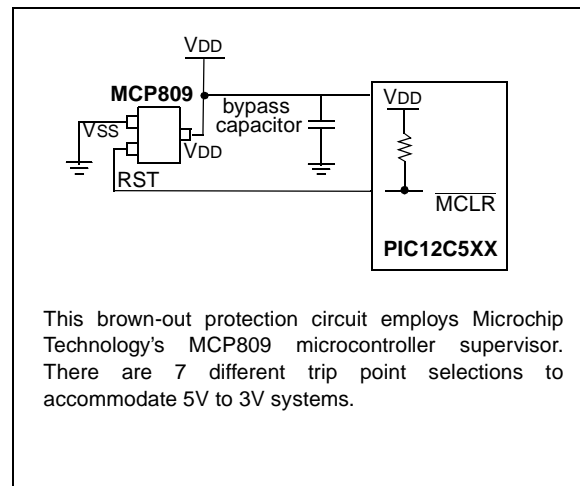 VDD
MCP809
bypass
capacitor
VDD
VSS
VDD
RST
MCLR
PIC12C5XX
This brown-out protection circuit employs Microchip
Technology's MCP809 microcontroller supervisor.
There are 7 different trip point selections to
accommodate 5V to 3V systems.